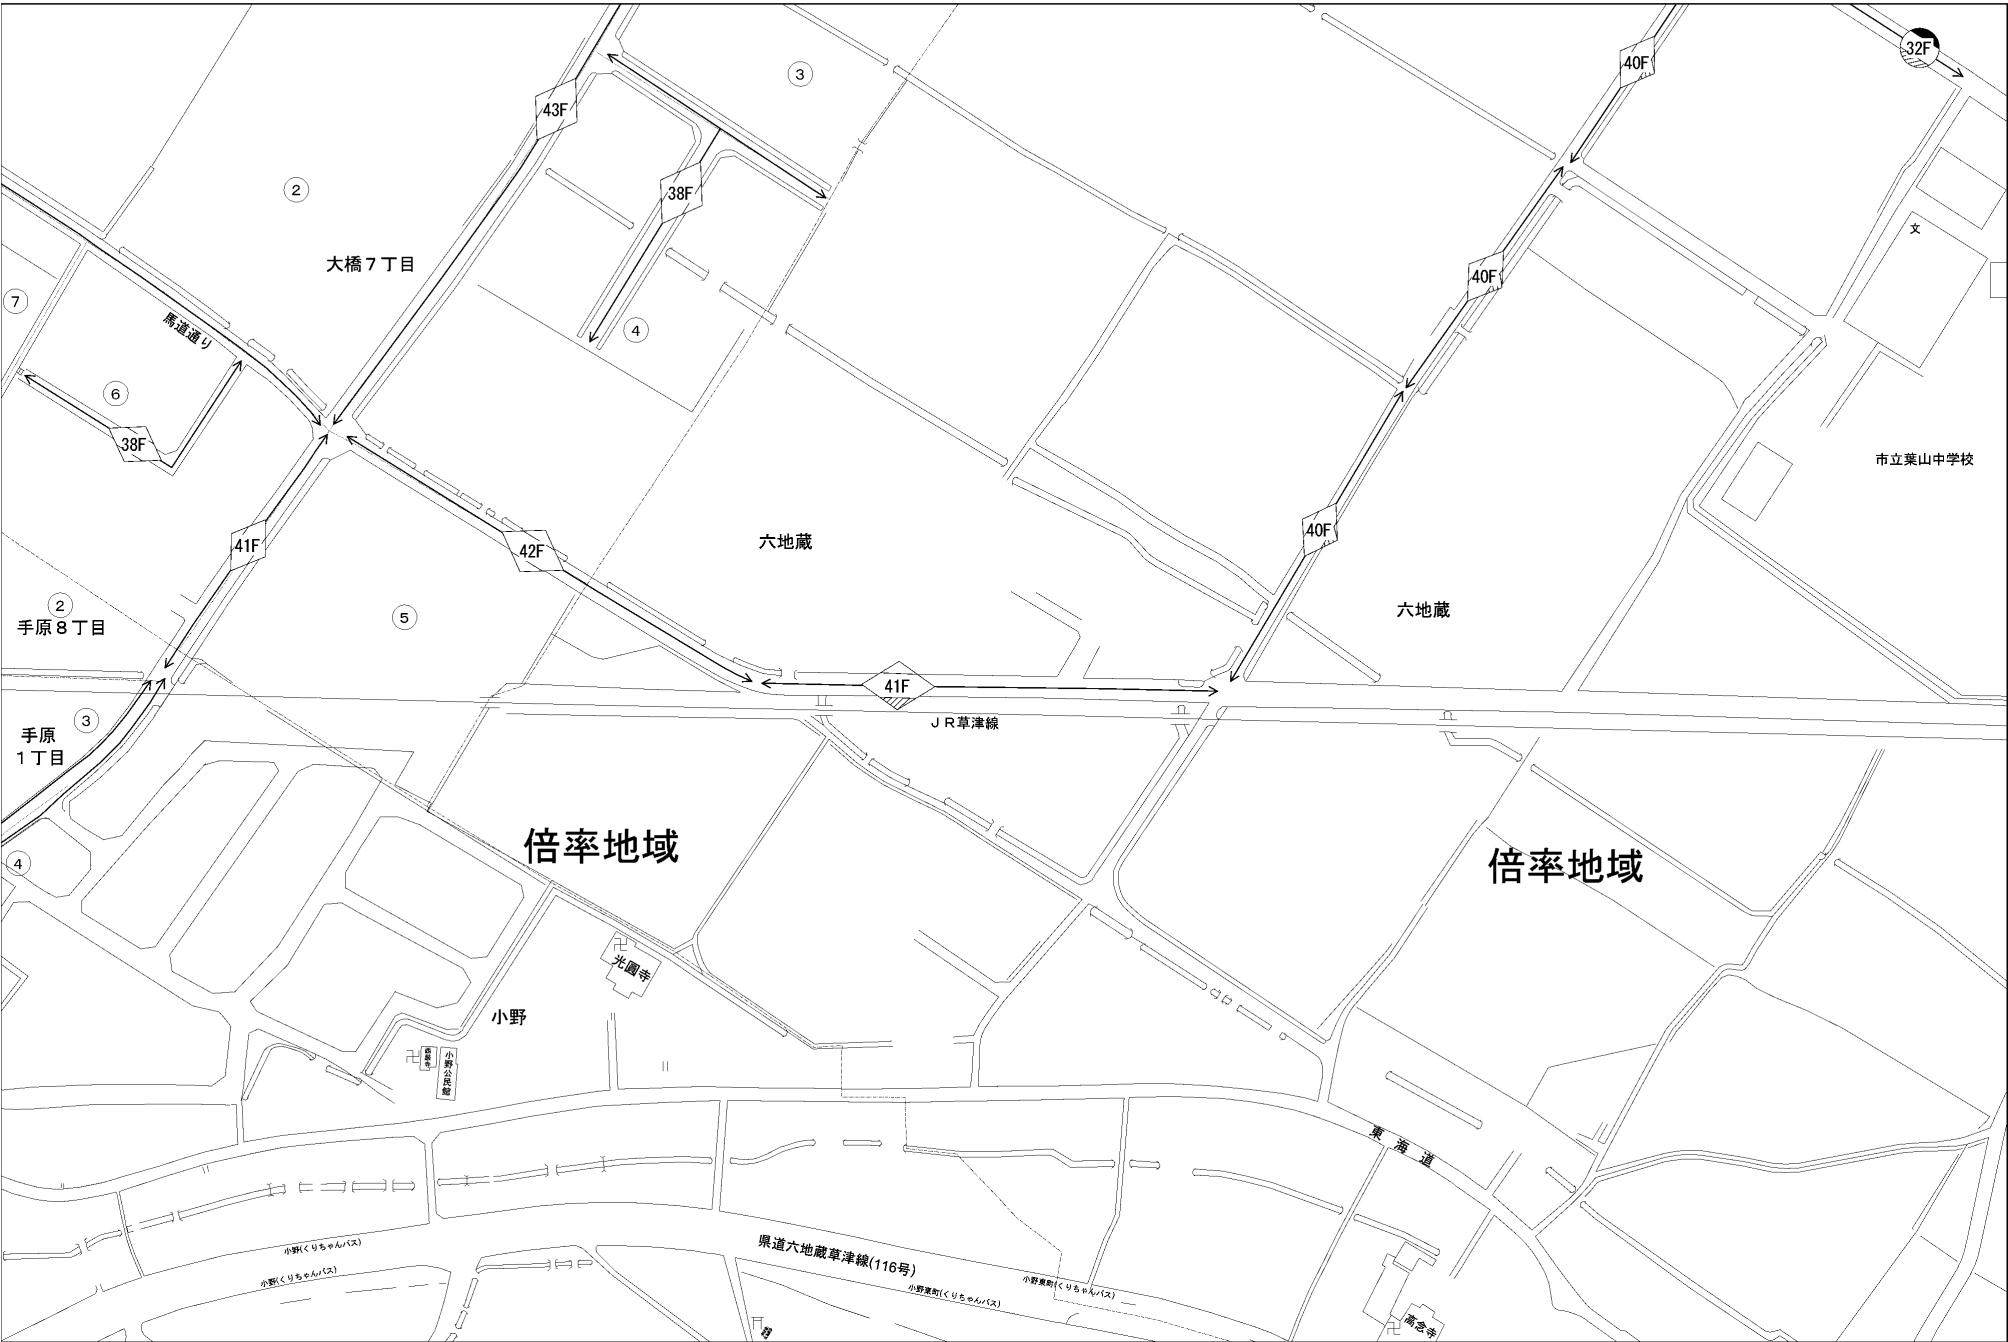 32F
40F
③
43F
38F
②
文
大橋７丁目
40F
⑦
馬道通り
④
⑥
38F
市立葉山中学校
41F
42F
六地蔵
40F
②
手原８丁目
⑤
六地蔵
41F
③
ＪＲ草津線
手原
１丁目
倍率地域
倍率地域
④
光圓寺
小野
小野公民館
東海道
小野(くりちゃんバス)
県道六地蔵草津線(116号)
小野(くりちゃんバス)
小野東町(くりちゃんバス)
小野東町(くりちゃんバス)
高念寺